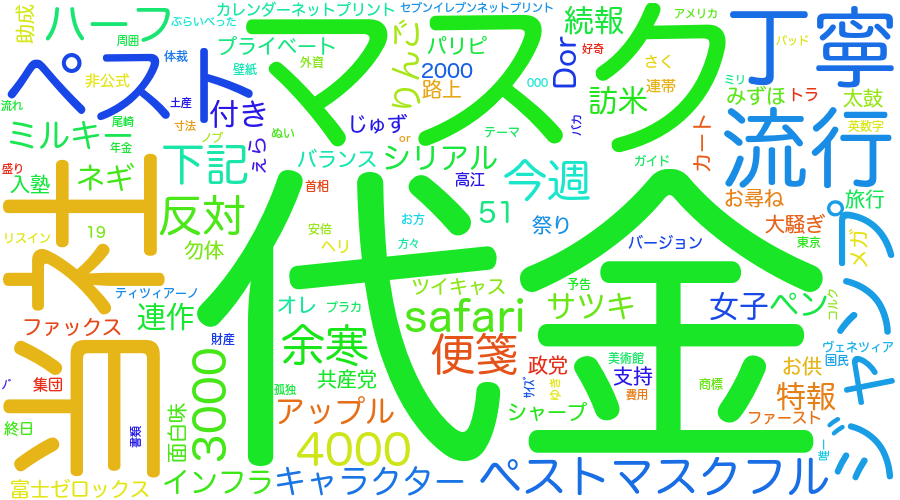 助成
ハーフ
ぷらいべった
カレンダーネットプリント
セブンイレブンネットプリント
アメリカ
丁寧
周囲
体裁
プライベート
外資
マスク
りんご
パリピ
続報
Dor
好奇
バッド
ペスト
非公式
壁紙
2000
路上
000
さく
連帯
ミリ
流れ
土産
付き
訪米
みずほ
トラ
太鼓
尾崎
寸法
ノブ
ぬい
じゅず
or
テーマ
バカ
カート
英数字
流行
ミルキー
年金
下記
えら
バランス
シリアル
ガイド
盛り
入塾
ネギ
首相
高江
今週
お尋ね
旅行
当社
反対
代金
お方
51
祭り
大騒ぎ
リスイン
19
勿体
安倍
ヘリ
方々
バージョン
東京
メガ
ジャンプ
ティツィアーノ
オレ
プラカ
ツイキャス
予告
サツキ
女子
ペン
コルク
ファックス
連作
safari
財産
余寒
便箋
ヴェネツィア
国民
集団
3000
孤独
共産党
政党
美術館
支持
お供
サイズ
ゆき
費用
商標
特報
終日
書類
面白味
アップル
4000
シャープ
ファースト
唯一
富士ゼロックス
インフラ
キャラクター
ペストマスクフル